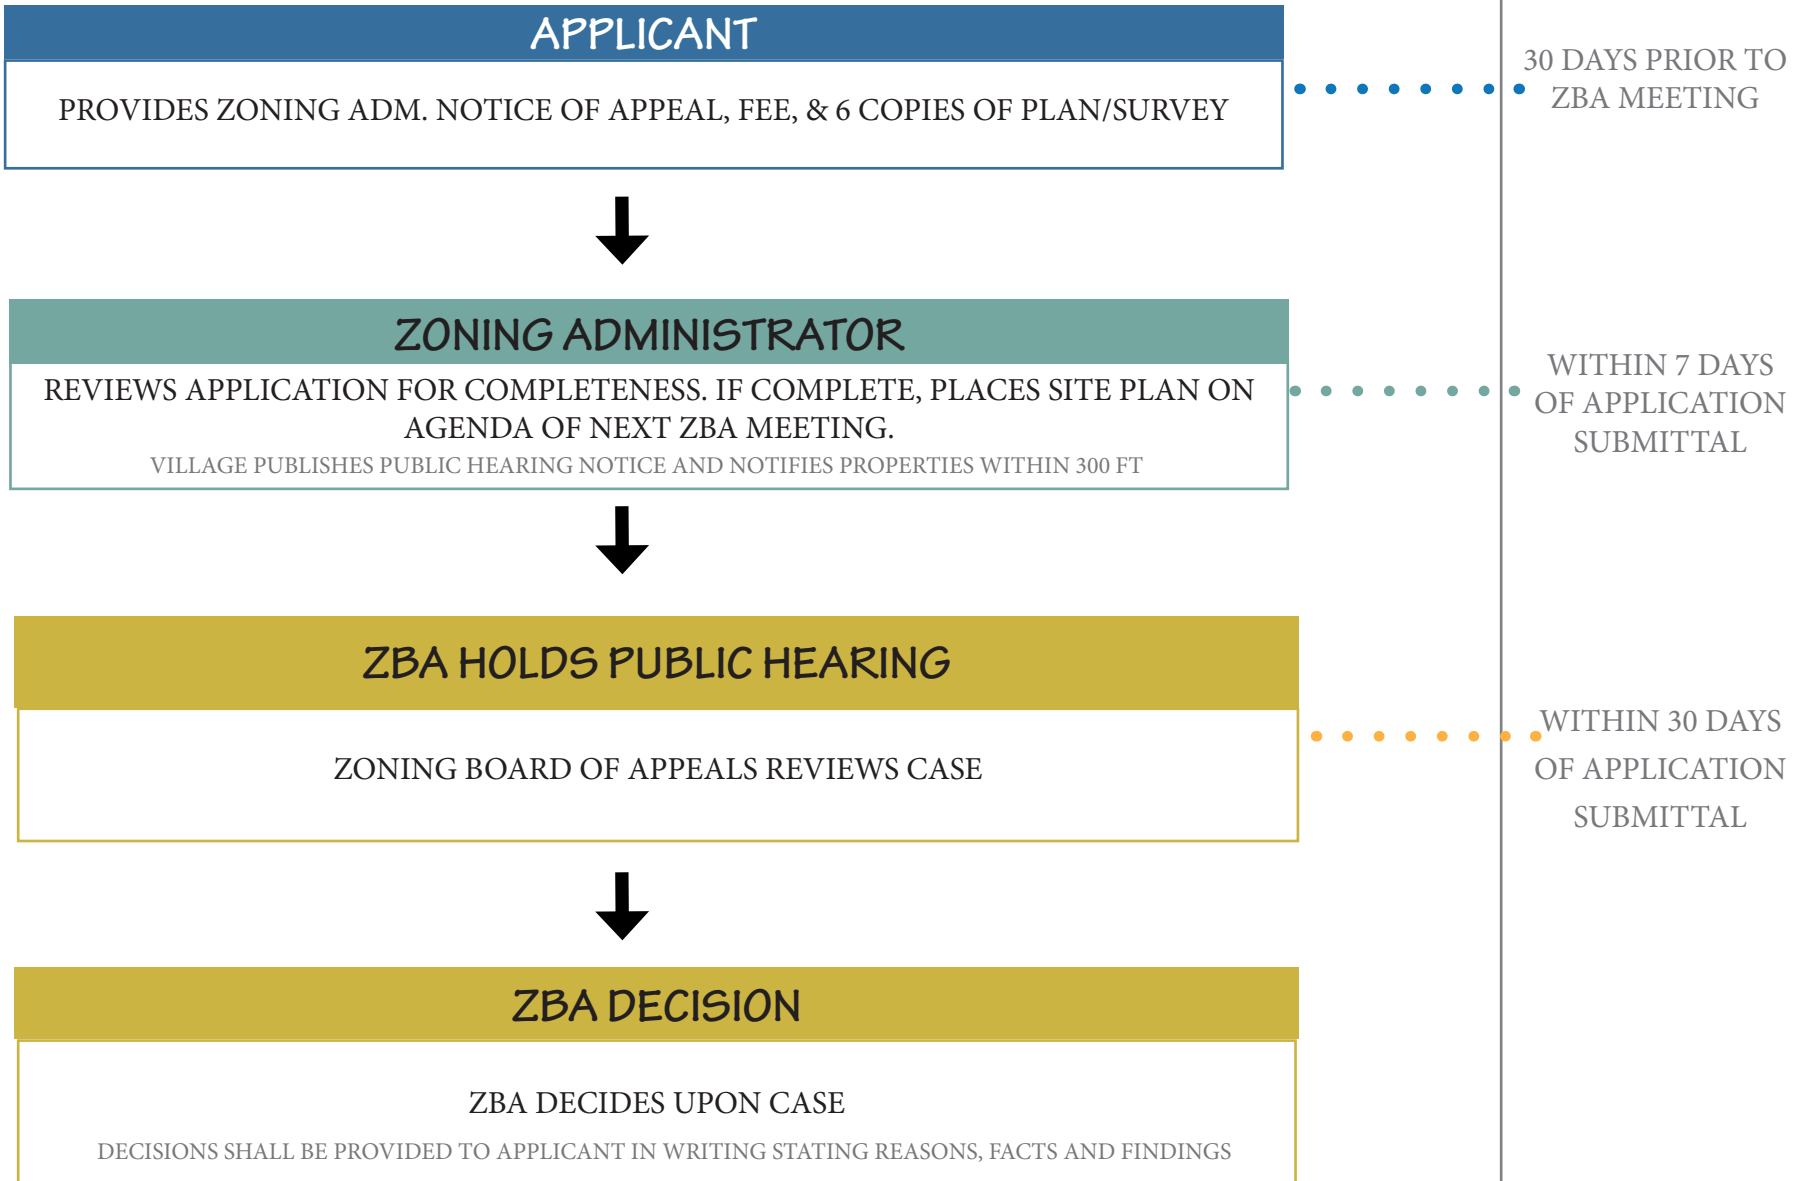 APPLICANT
PROVIDES ZONING ADM. NOTICE OF APPEAL, FEE, & 6 COPIES OF PLAN/SURVEY
30 DAYS PRIOR TO
ZBA MEETING
ZONING ADMINISTRATOR
REVIEWS APPLICATION FOR COMPLETENESS. IF COMPLETE, PLACES SITE PLAN ON
AGENDA OF NEXT ZBA MEETING.
VILLAGE PUBLISHES PUBLIC HEARING NOTICE AND NOTIFIES PROPERTIES WITHIN 300 FT
WITHIN 7 DAYS
OF APPLICATION
SUBMITTAL
ZBA HOLDS PUBLIC HEARING
ZONING BOARD OF APPEALS REVIEWS CASE
WITHIN 30 DAYS
OF APPLICATION
SUBMITTAL
ZBA DECISION
ZBA DECIDES UPON CASE
DECISIONS SHALL BE PROVIDED TO APPLICANT IN WRITING STATING REASONS, FACTS AND FINDINGS